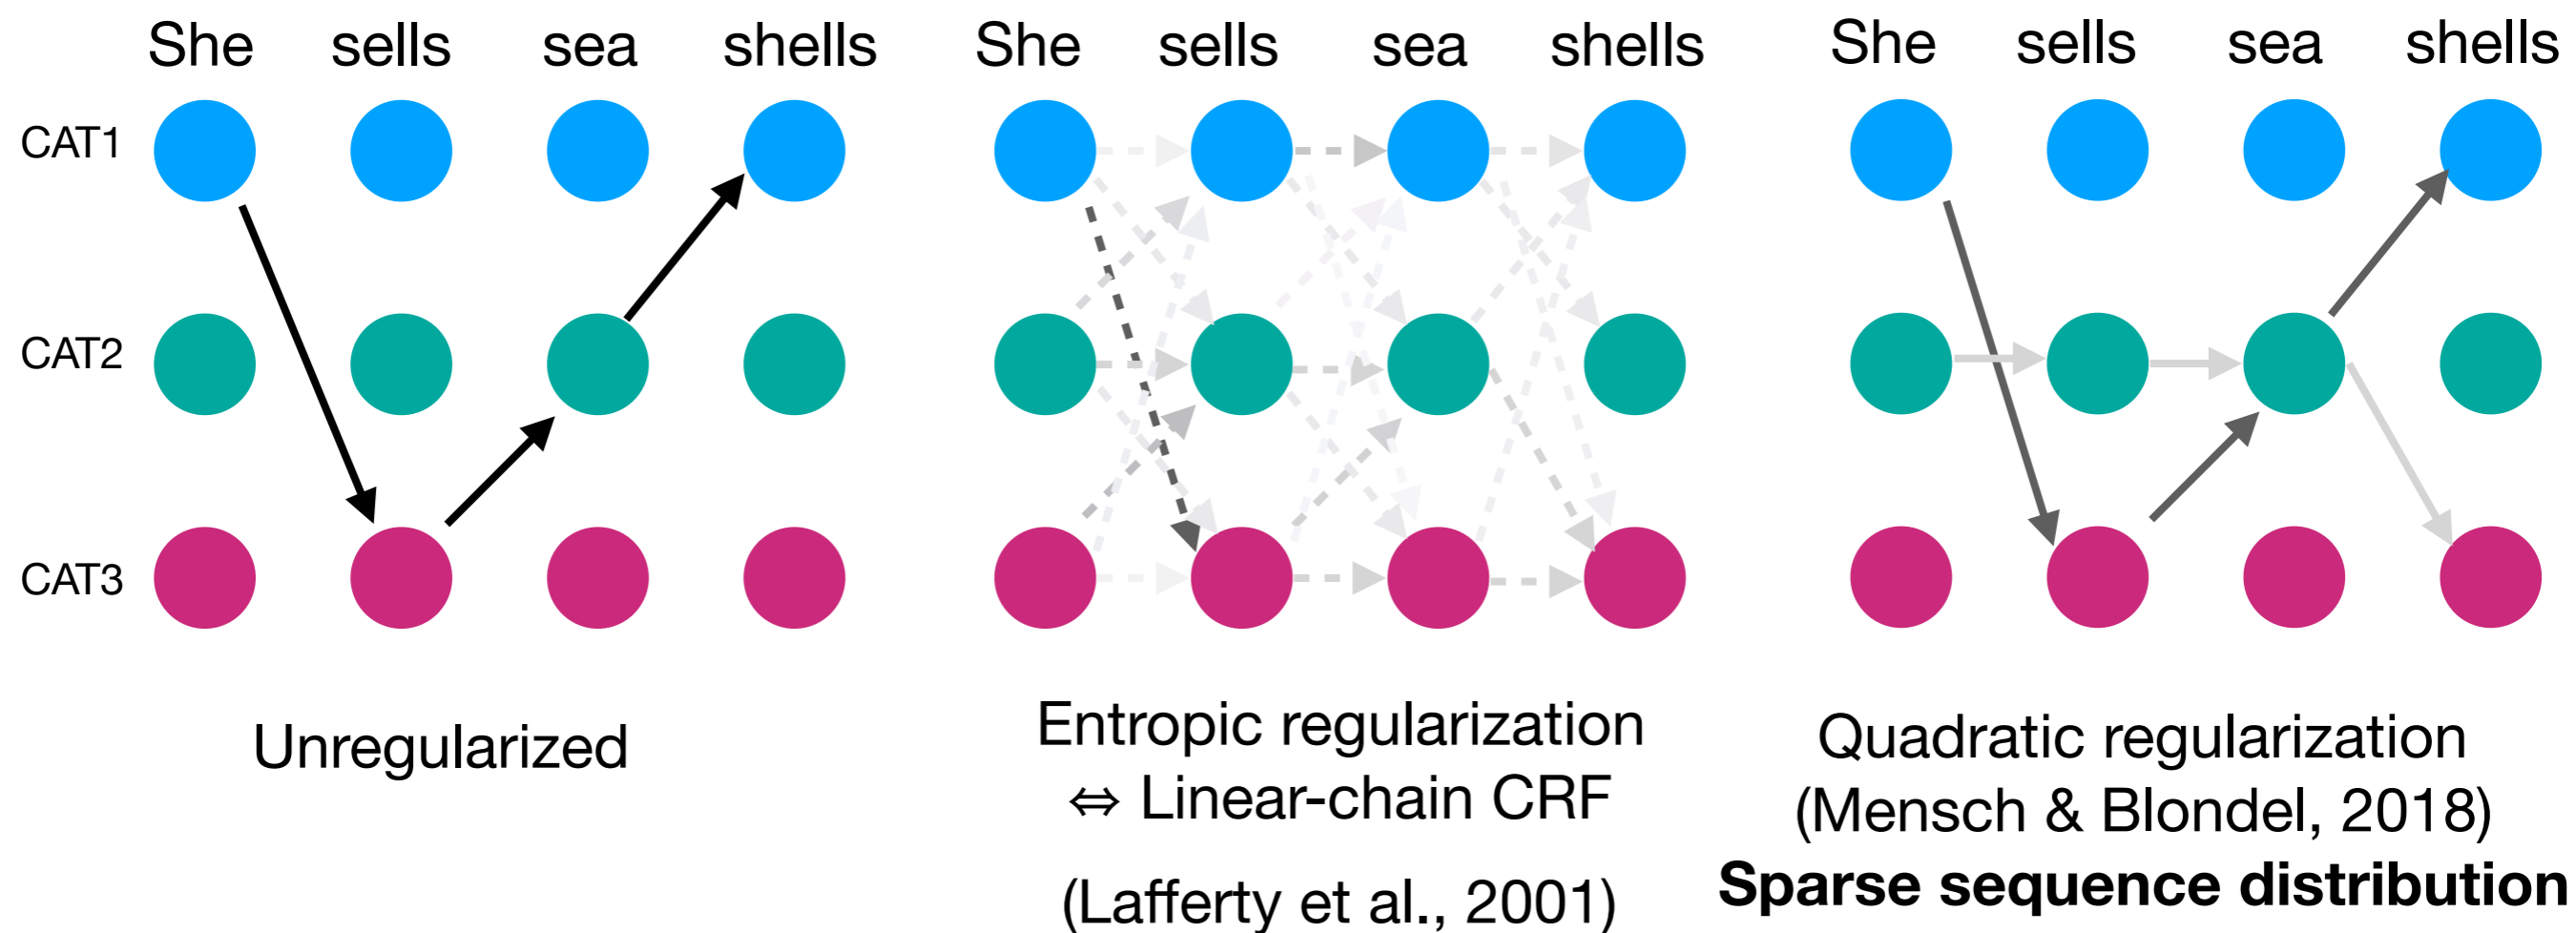 She sells sea shells
She sells sea shells
She sells sea shells
CAT1
CAT2
CAT3
Unregularized
Entropic regularization
⇔ Linear-chain CRF
(Lafferty et al., 2001)
Quadratic regularization
(Mensch & Blondel, 2018)
Sparse sequence distribution